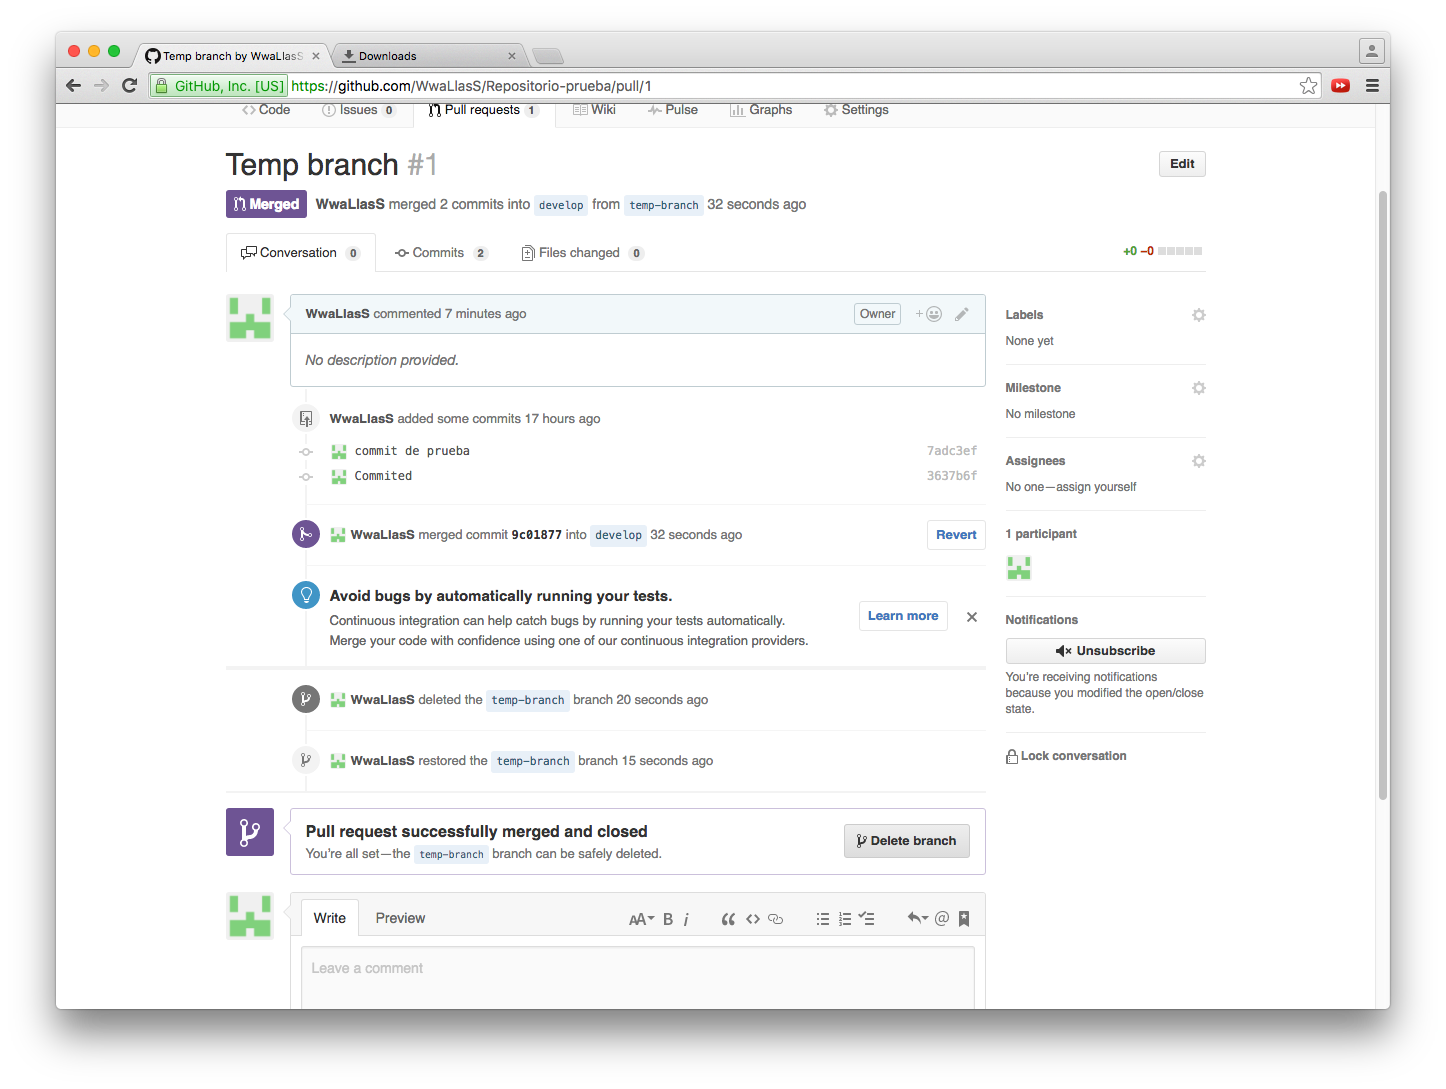 Temp branch by WwaLlasS
Downloads
GitHub, Inc. [US] https://github.com/WwaLlasS/Repositorio-prueba/pull/1
Code Issues 0 Pull requests 1 Wiki Pulse Graphs Settings
Temp branch #1
Edit
Merged WwaLlasS merged 2 commits into develop from temp-branch 32 seconds ago
Conversation 0 Commits 2 Files changed 0 +0 −0
WwaLlasS commented 7 minutes ago Owner +
No description provided.
WwaLlasS added some commits 17 hours ago
commit de prueba 7adc3ef
Commited 3637b6f
WwaLlasS merged commit 9c01877 into develop 32 seconds ago Revert
Avoid bugs by automatically running your tests.
Continuous integration can help catch bugs by running your tests automatically.
Merge your code with confidence using one of our continuous integration providers.
Learn more
WwaLlasS deleted the temp-branch branch 20 seconds ago
WwaLlasS restored the temp-branch branch 15 seconds ago
Pull request successfully merged and closed
You're all set—the temp-branch branch can be safely deleted.
Delete branch
Write Preview AA B i “ <> @
Leave a comment
Labels
None yet
Milestone
No milestone
Assignees
No one—assign yourself
1 participant
Notifications
Unsubscribe
You're receiving notifications
because you modified the open/close
state.
Lock conversation